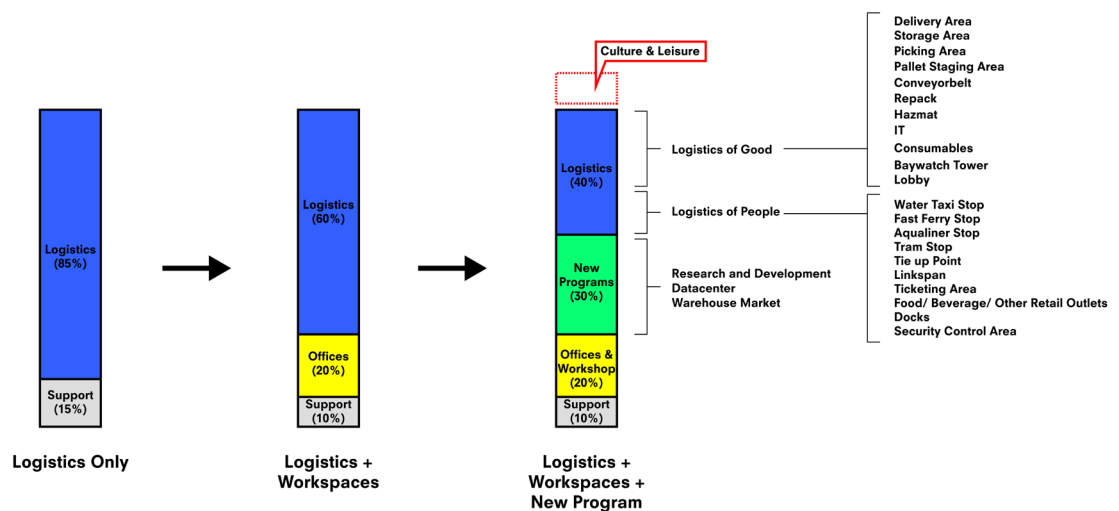 Logistics
(85%)
Support
(15%)
Logistics Only
Logistics
(60%)
Offices
(20%)
Support
(10%)
Logistics +
Workspaces
Culture & Leisure
Logistics
(40%)
New
Programs
(30%)
Offices &
Workshop
(20%)
Support
(10%)
Logistics +
Workspaces +
New Program
Logistics of Good
Logistics of People
Research and Development
Datacenter
Warehouse Market
Delivery Area
Storage Area
Picking Area
Pallet Staging Area
Conveyorbelt
Repack
Hazmat
IT
Consumables
Baywatch Tower
Lobby
Water Taxi Stop
Fast Ferry Stop
Aqualiner Stop
Tram Stop
Tie up Point
Linkspan
Ticketing Area
Food/ Beverage/ Other Retail Outlets
Docks
Security Control Area